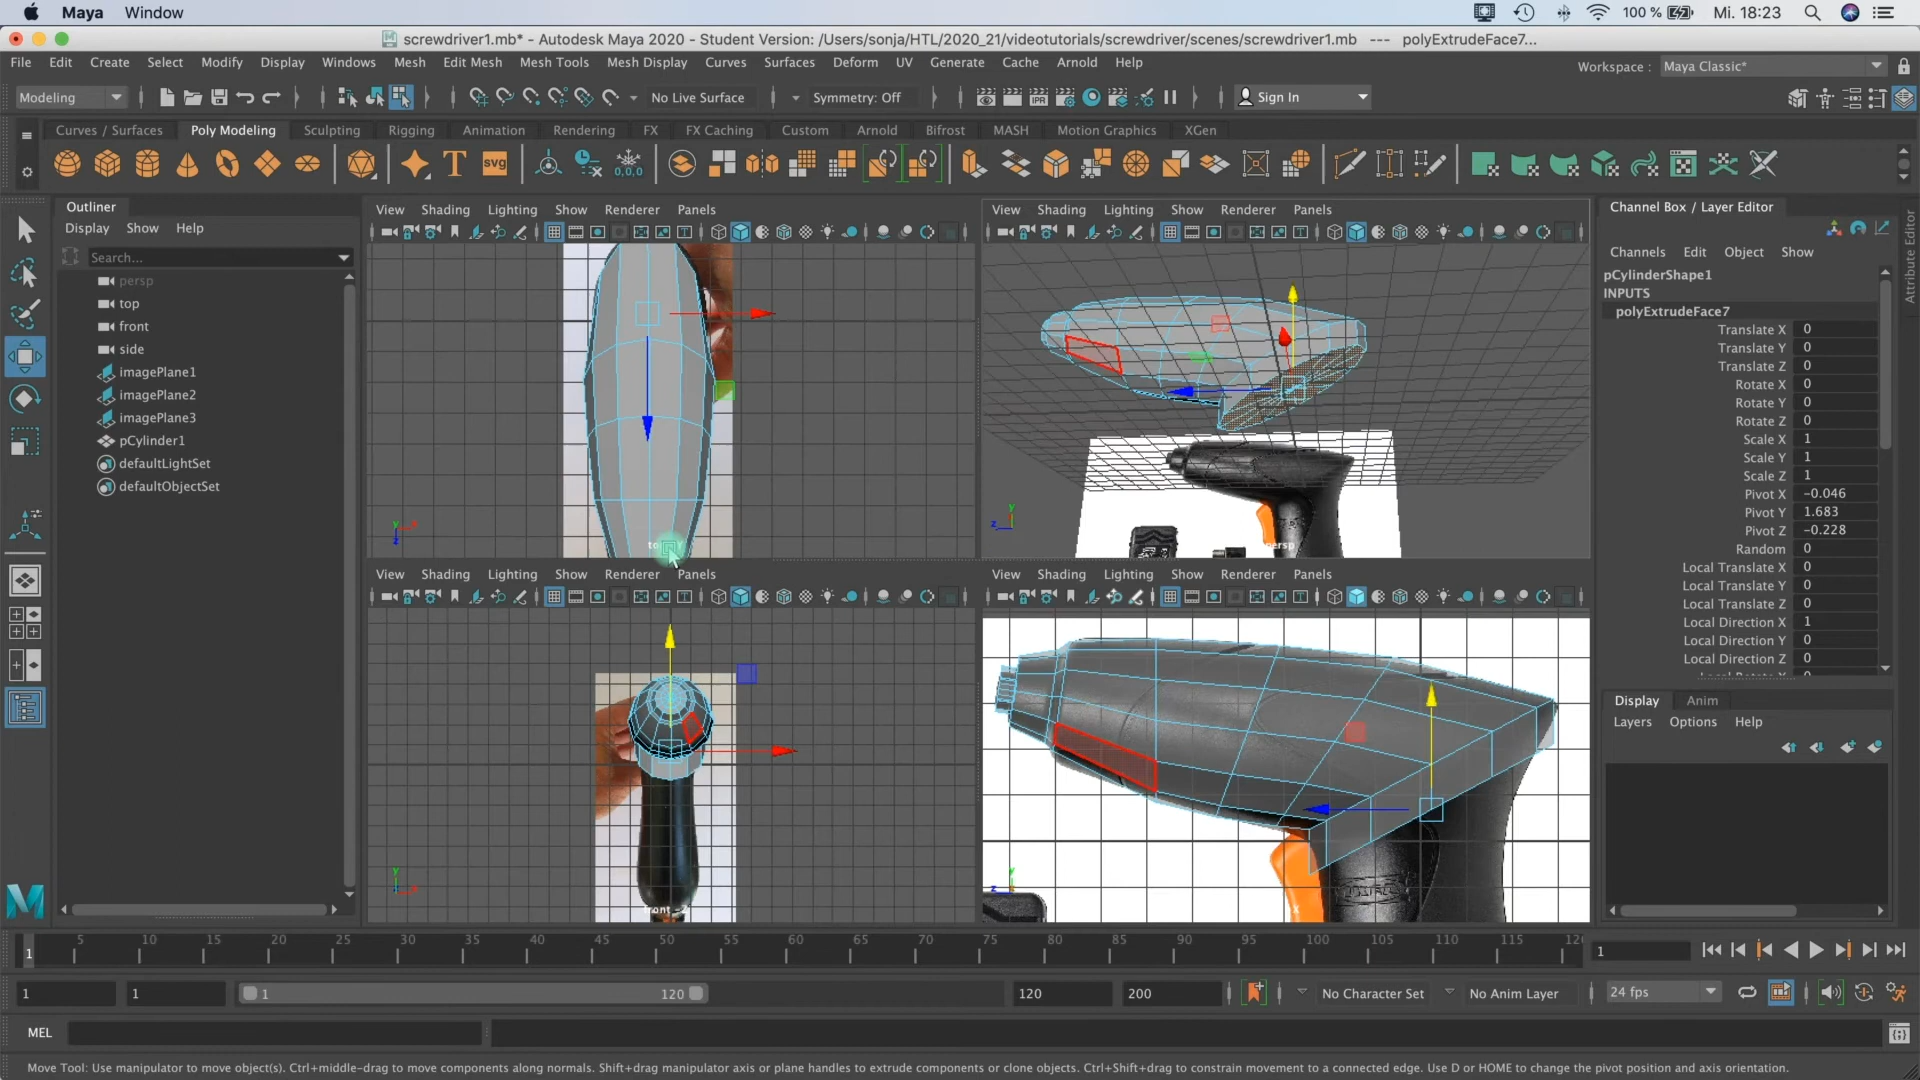 Maya Window 100 % Mi. 18:23
screwdriver1.mb* - Autodesk Maya 2020 - Student Version: /Users/sonja/HTL/2020_21/videotutorials/screwdriver/scenes/screwdriver1.mb --- polyExtrudeFace7...
File Edit Create Select Modify Display Windows Mesh Edit Mesh Mesh Tools Mesh Display Curves Surfaces Deform UV Generate Cache Arnold Help Workspace : Maya Classic*
Modeling No Live Surface Symmetry: Off IPR Sign In
Curves / Surfaces Poly Modeling Sculpting Rigging Animation Rendering FX FX Caching Custom Arnold Bifrost MASH Motion Graphics XGen
T svg 0,0,0
Outliner
Display Show Help
Search...
persp
top
front
side
imagePlane1
imagePlane2
imagePlane3
pCylinder1
defaultLightSet
defaultObjectSet
View Shading Lighting Show Renderer Panels
View Shading Lighting Show Renderer Panels
persp
View Shading Lighting Show Renderer Panels
front -Z
View Shading Lighting Show Renderer Panels
Channel Box / Layer Editor
Channels Edit Object Show
pCylinderShape1
INPUTS
polyExtrudeFace7
Translate X 0
Translate Y 0
Translate Z 0
Rotate X 0
Rotate Y 0
Rotate Z 0
Scale X 1
Scale Y 1
Scale Z 1
Pivot X -0.046
Pivot Y 1.683
Pivot Z -0.228
Random 0
Local Translate X 0
Local Translate Y 0
Local Translate Z 0
Local Direction X 1
Local Direction Y 0
Local Direction Z 0
Attribute Editor
Display Anim
Layers Options Help
1 5 10 15 20 25 30 35 40 45 50 55 60 65 70 75 80 85 90 95 100 105 110 115 1
1 1 1 120 120 200 No Character Set No Anim Layer 24 fps
MEL
Move Tool: Use manipulator to move object(s). Ctrl+middle-drag to move components along normals. Shift+drag manipulator axis or plane handles to extrude components or clone objects. Ctrl+Shift+drag to constrain movement to a connected edge. Use D or HOME to change the pivot position and axis orientation.